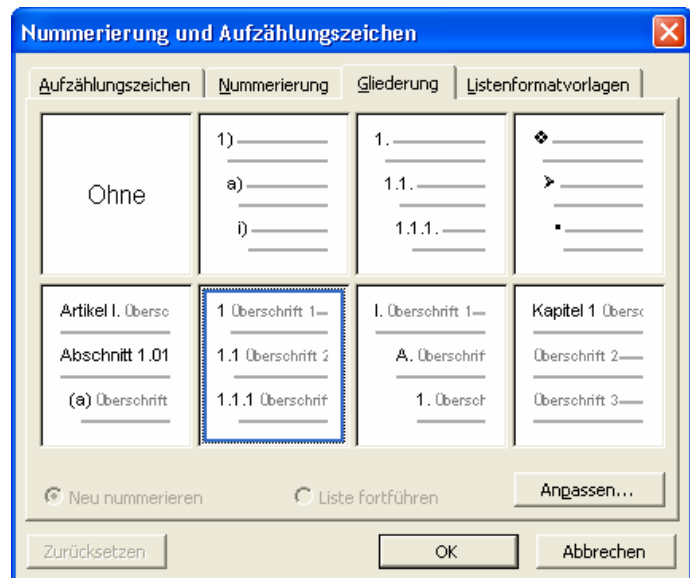 Nummerierung und Aufzählungszeichen
Aufzählungszeichen Nummerierung Gliederung Listenformatvorlagen
Ohne
1)
a)
i)
1.
1.1.
1.1.1.
Artikel I. Übersc
Abschnitt 1.01
(a) Überschrift
1 Überschrift 1
1.1 Überschrift 2
1.1.1 Überschrif
I. Überschrift 1
A. Überschrif
1. Übersch
Kapitel 1 Übersc
Überschrift 2
Überschrift 3
Neu nummerieren Liste fortführen Anpassen...
Zurücksetzen OK Abbrechen